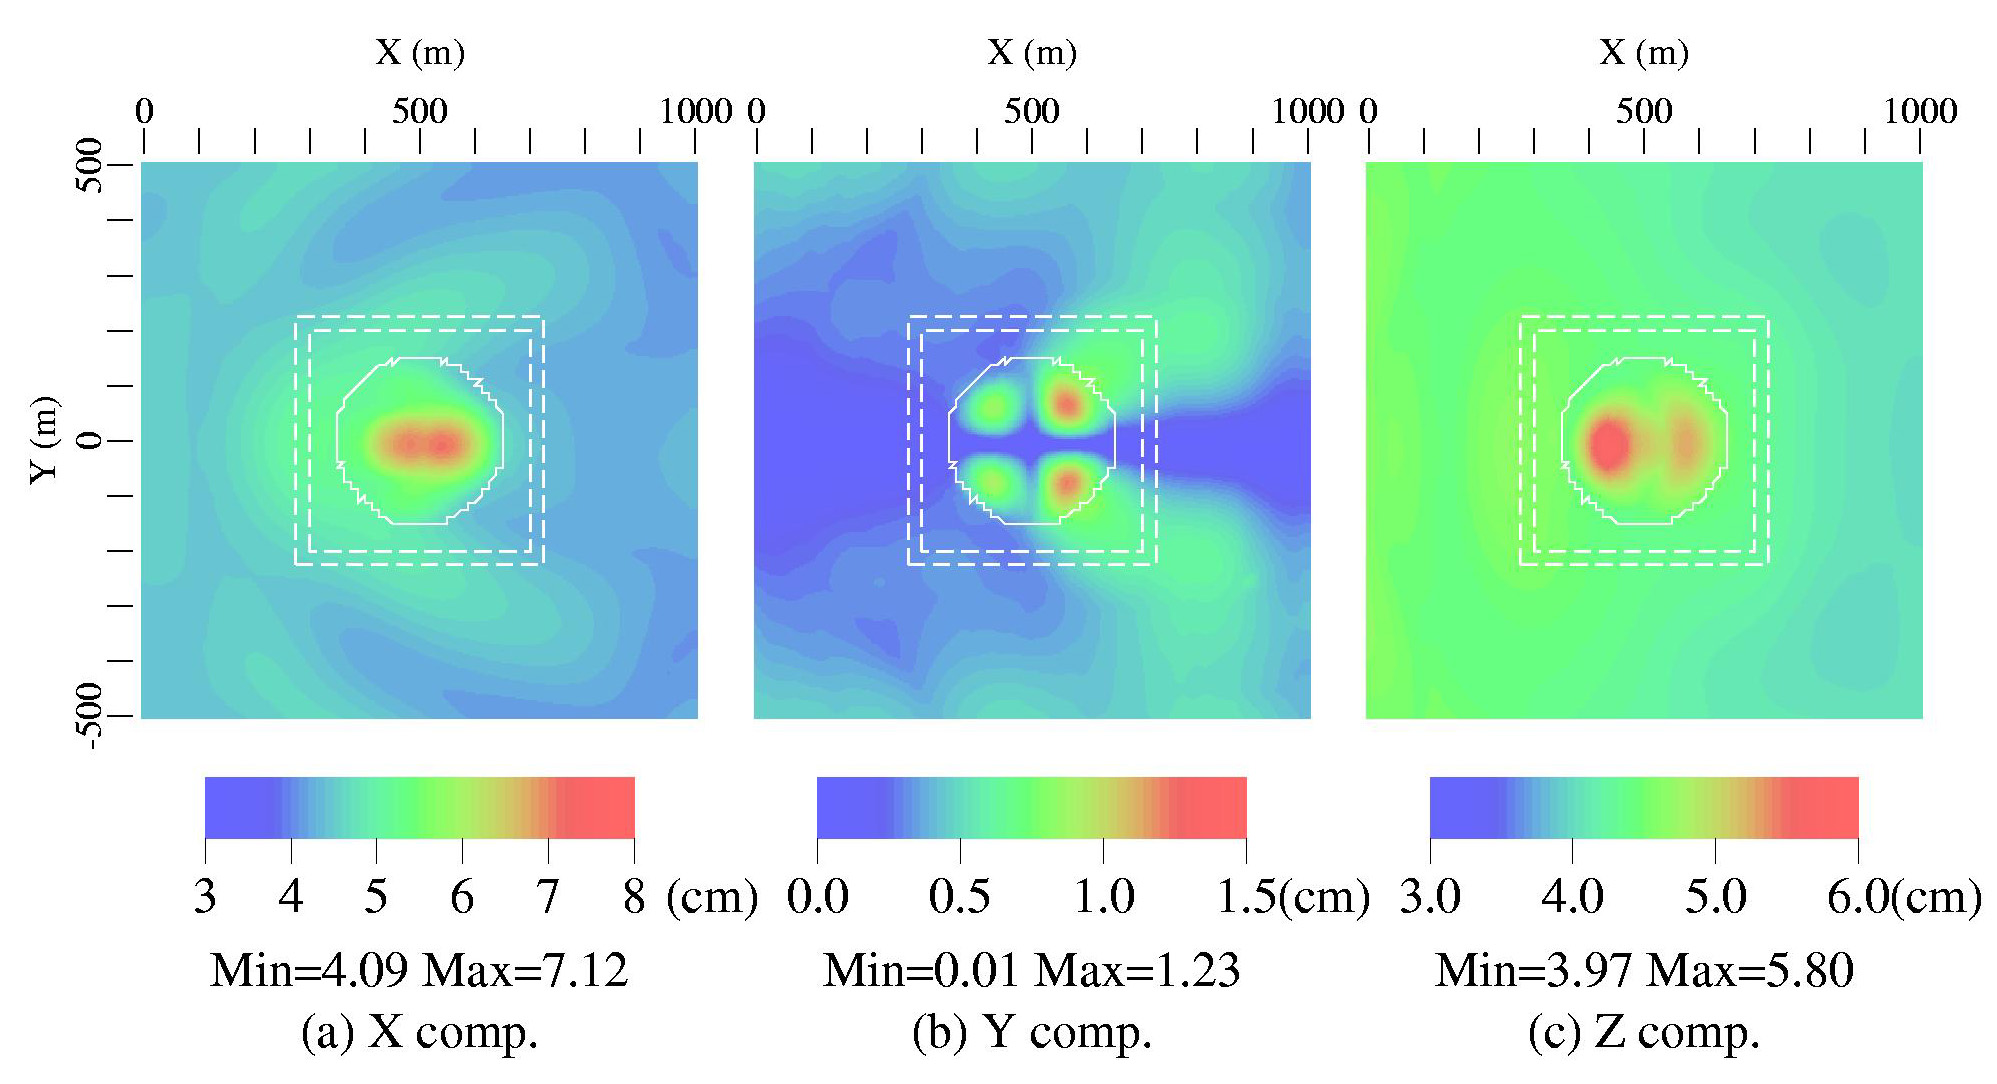 X (m) X (m) X (m)
0 500 1000 0 500 1000 0 500 1000
500
0
-500
Y (m)
3 4 5 6 7 8 (cm) 0.0 0.5 1.0 1.5(cm) 3.0 4.0 5.0 6.0(cm)
Min=4.09 Max=7.12 Min=0.01 Max=1.23 Min=3.97 Max=5.80
(a) X comp. (b) Y comp. (c) Z comp.